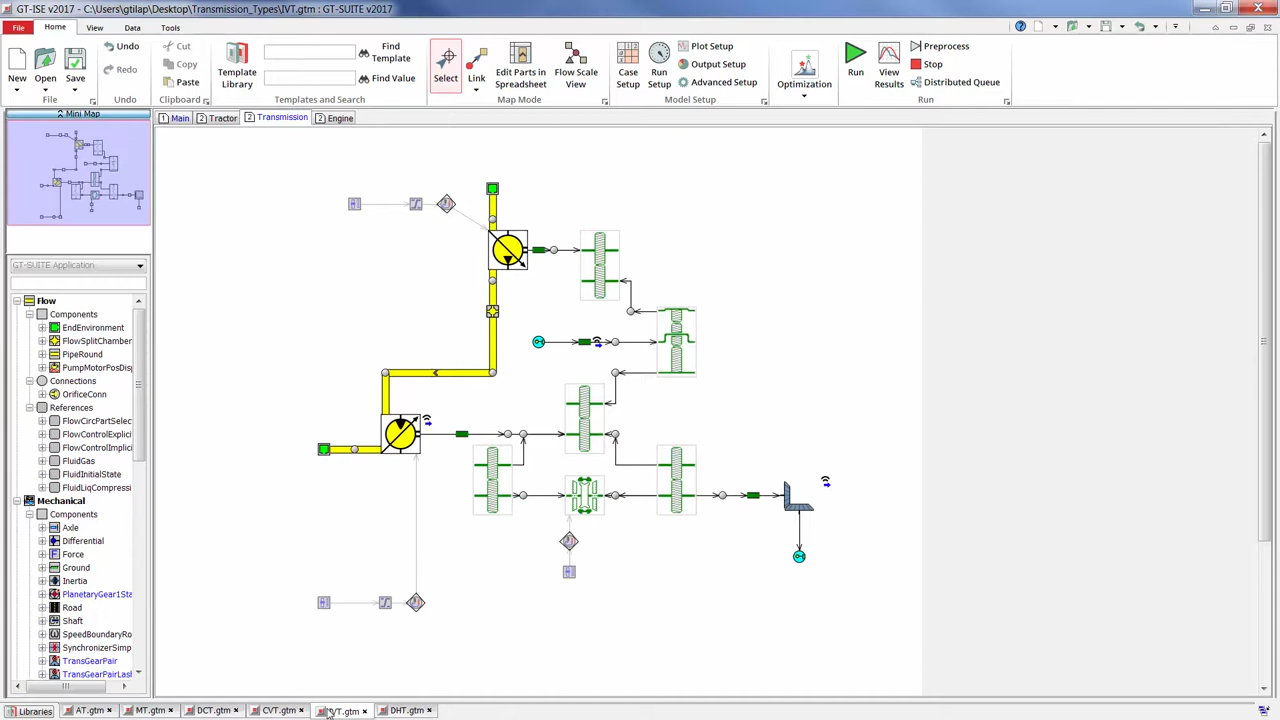 GT-ISE v2017 - C:\Users\gtilap\Desktop\Transmission_Types\IVT.gtm : GT-SUITE v2017
File Home View Data Tools
New Open Save
Undo
Redo
Cut
Copy
Paste
Template Library
Find Template
Find Value
Select
Link
Edit Parts in Spreadsheet
Flow Scale View
Case Setup
Run Setup
Plot Setup
Output Setup
Advanced Setup
Optimization
Run
View Results
Preprocess
Stop
Distributed Queue
File Undo Clipboard Templates and Search Map Mode Model Setup Run
Mini Map
1 Main 2 Tractor 2 Transmission 2 Engine
GT-SUITE Application
Flow
Components
EndEnvironment
FlowSplitChamber
PipeRound
PumpMotorPosDis
Connections
OrificeConn
References
FlowCircPartSelec
FlowControlExplici
FlowControlImplici
FluidGas
FluidInitialState
FluidLiqCompressi
Mechanical
Components
Axle
Differential
Force
Ground
Inertia
PlanetaryGear1Sta
Road
Shaft
SpeedBoundaryRo
SynchronizerSimp
TransGearPair
TransGearPairLas
Libraries AT.gtm MT.gtm DCT.gtm CVT.gtm VT.gtm DHT.gtm